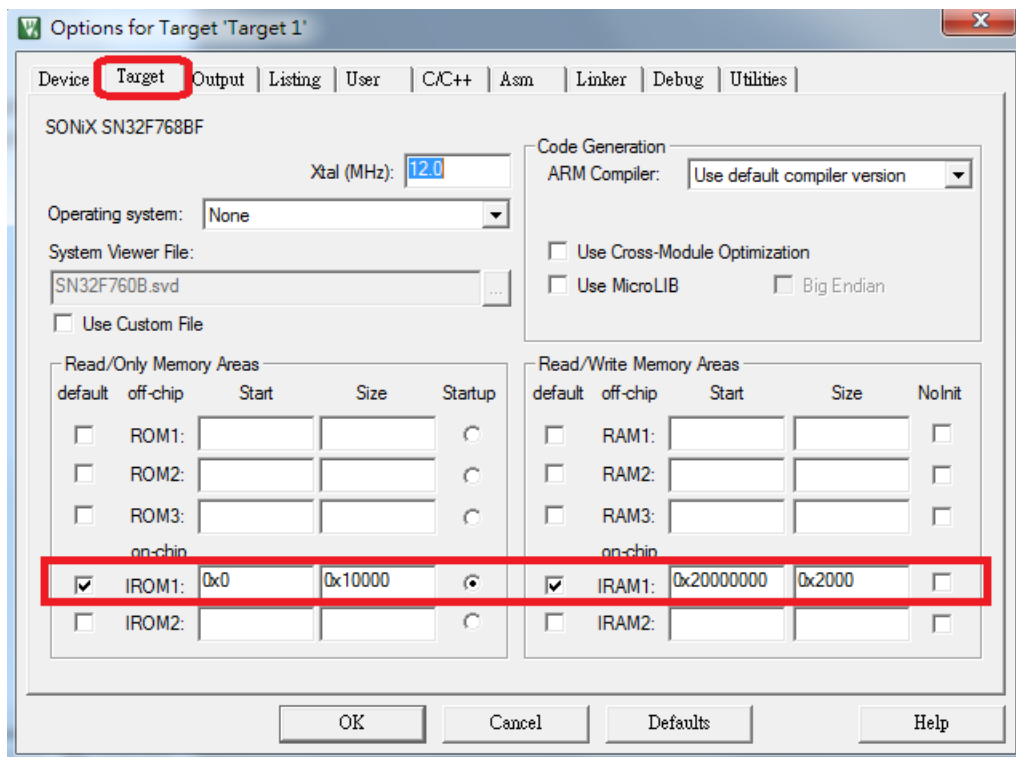 Options for Target 'Target 1'
Device Target Output Listing User C/C++ Asm Linker Debug Utilities
SONiX SN32F768BF
Xtal (MHz): 12.0
Operating system: None
System Viewer File:
SN32F760B.svd ...
Use Custom File
Code Generation
ARM Compiler: Use default compiler version
Use Cross-Module Optimization
Use MicroLIB Big Endian
Read/Only Memory Areas
default off-chip Start Size Startup
ROM1:
ROM2:
ROM3:
on-chip
IROM1: 0x0 0x10000
IROM2:
Read/Write Memory Areas
default off-chip Start Size NoInit
RAM1:
RAM2:
RAM3:
on-chip
IRAM1: 0x20000000 0x2000
IRAM2:
OK Cancel Defaults Help